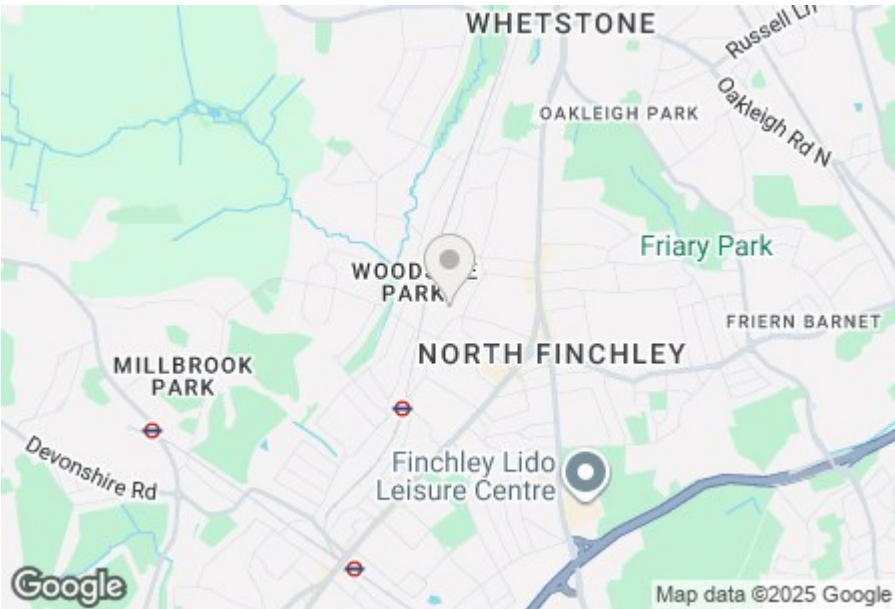 WHETSTONE
Russell Ln
OAKLEIGH PARK
Oakleigh Rd N
Friary Park
PARK
FRIERN BARNET
NORTH FINCHLEY
MILLBROOK
PARK
Devonshire Rd
Finchley Lido
Leisure Centre
Google
Map data ©2025 Google